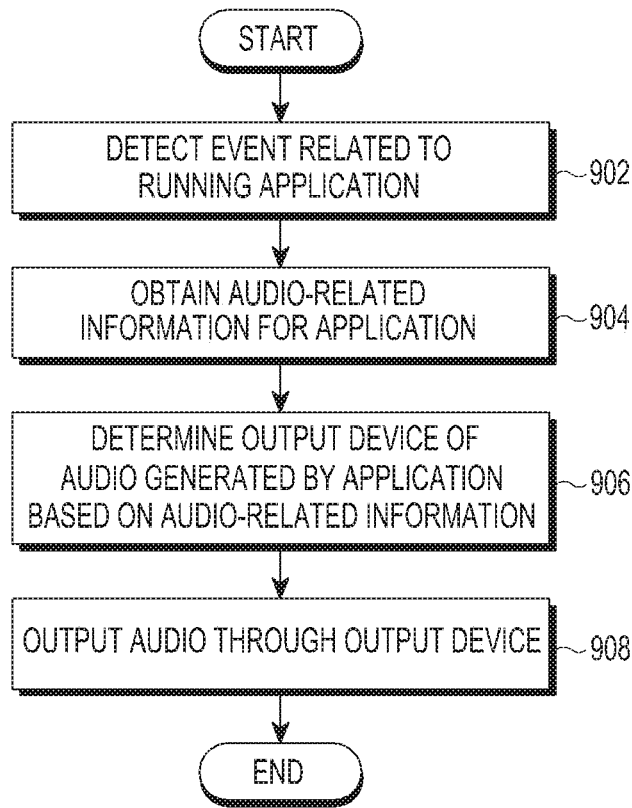 START
DETECT EVENT RELATED TO
RUNNING APPLICATION
902
OBTAIN AUDIO-RELATED
INFORMATION FOR APPLICATION
904
DETERMINE OUTPUT DEVICE OF
AUDIO GENERATED BY APPLICATION
BASED ON AUDIO-RELATED INFORMATION
906
OUTPUT AUDIO THROUGH OUTPUT DEVICE
908
END